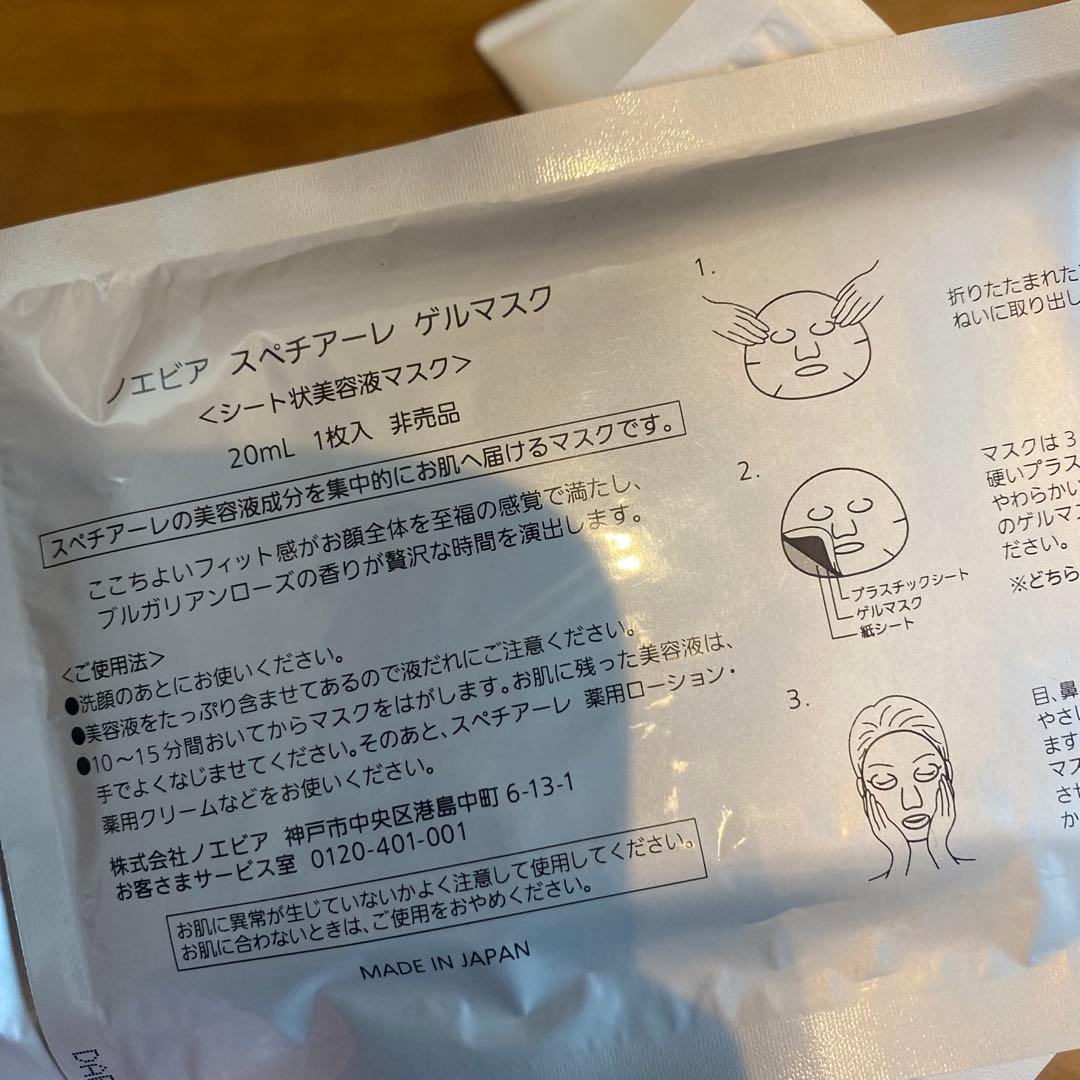 ノエビア スペチアーレ ゲルマスク
<シート状美容液マスク>
20mL 1枚入 非売品
スペチアーレの美容液成分を集中的にお肌へ届けるマスクです。
ここちよいフィット感がお顔全体を至福の感覚で満たし、
ブルガリアンローズの香りが贅沢な時間を演出します。
<ご使用法>
●洗顔のあとにお使いください。
●美容液をたっぷり含ませてあるので液だれにご注意ください。
●10〜15分間おいてからマスクをはがします。お肌に残った美容液は、
手でよくなじませてください。そのあと、スペチアーレ 薬用ローション・
薬用クリームなどをお使いください。
株式会社ノエビア 神戸市中央区港島中町6-13-1
お客さまサービス室 0120-401-001
お肌に異常が生じていないかよく注意して使用してください。
お肌に合わないときは、ご使用をおやめください。
MADE IN JAPAN
1.
折りたたまれた
ねいに取り出し
2.
プラスチックシート
ゲルマスク
紙シート
マスクは3
硬いプラス
やわらかい
のゲルマス
ださい。
※どちら
3.
目、鼻
やさし
ます
マス
させ
か